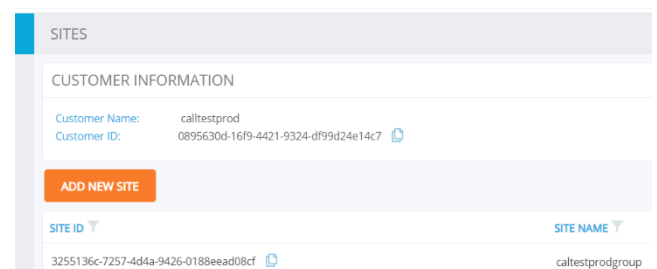 SITES
CUSTOMER INFORMATION
Customer Name: calltestprod
Customer ID: 0895630d-16f9-4421-9324-df99d24e14c7
ADD NEW SITE
SITE ID SITE NAME
3255136c-7257-4d4a-9426-0188eead08cf caltestprodgroup